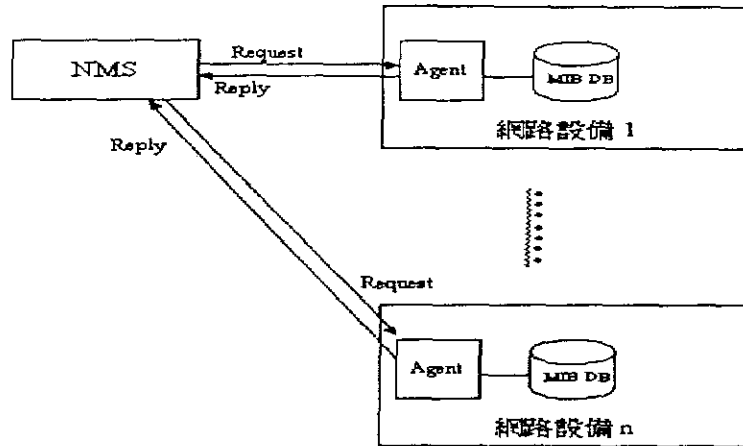 NMS
Request
Reply
Agent
MIB DB
網路設備 1
Reply
Request
Agent
MIB DB
網路設備 n